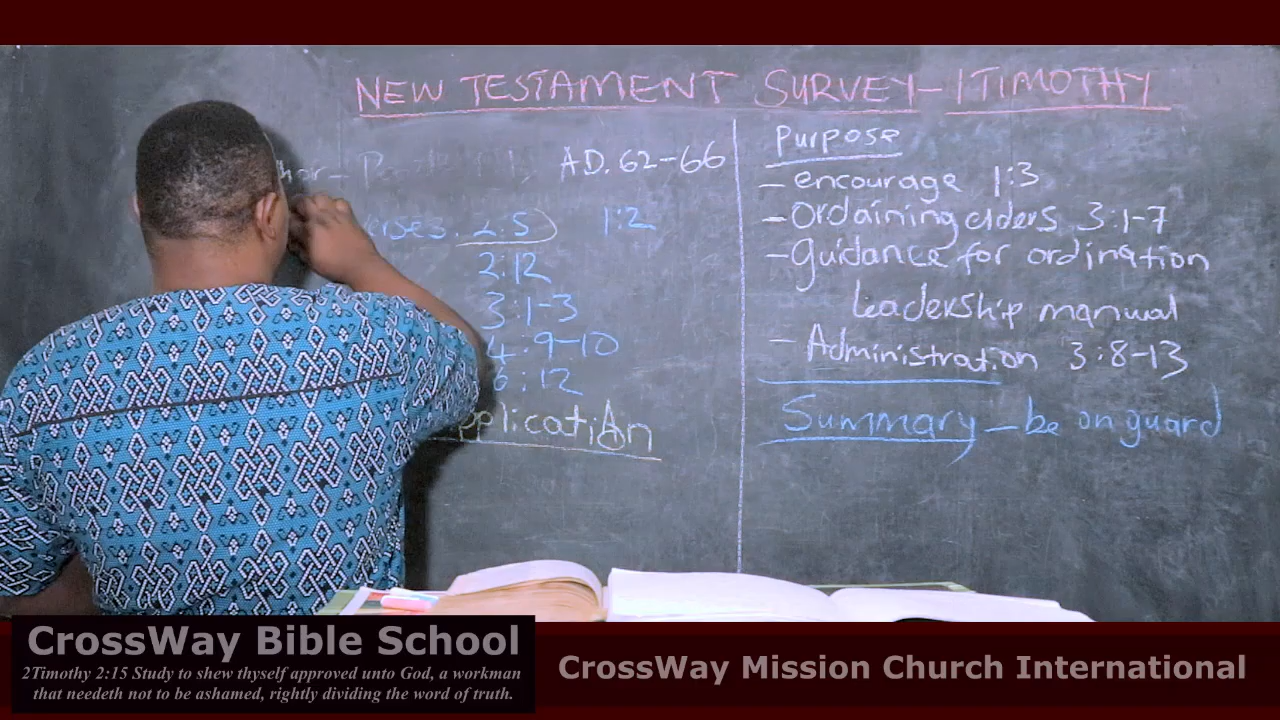 NEW TESTAMENT SURVEY-1TIMOTHY
A.D. 62-66
2:5 1:2
2:12
3:1-3
4:9-10
6:12
Application
Purpose
- encourage 1:3
- Ordaining elders 3:1-7
- Guidance for ordination
Leadership manual
- Administration 3:8-13
Summary - be on guard
CrossWay Bible School
2Timothy 2:15 Study to shew thyself approved unto God, a workman
that needeth not to be ashamed, rightly dividing the word of truth.
CrossWay Mission Church International